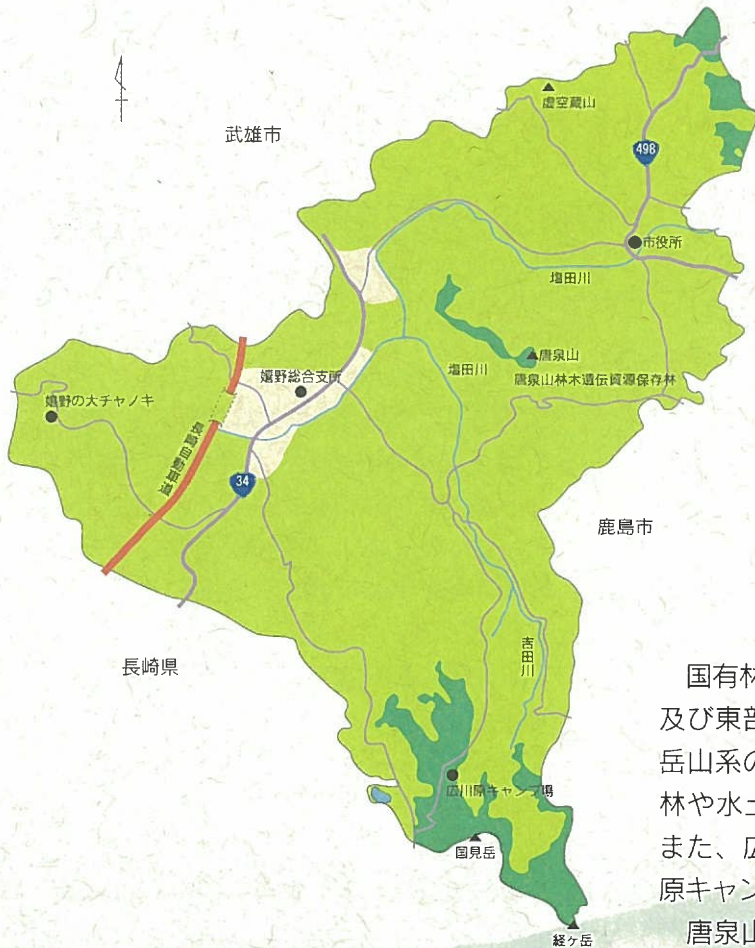 武雄市
虚空蔵山
498
市役所
塩田川
唐泉山
塩田川
唐泉山林木遺伝資源保存林
嬉野総合支所
嬉野の大チャノキ
長崎自動車道
34
鹿島市
長崎県
吉田川
広川原キャンプ場
国見岳
経ケ岳
国有林
及び東部
岳山系の
林や水土
また、広
原キャン
唐泉山